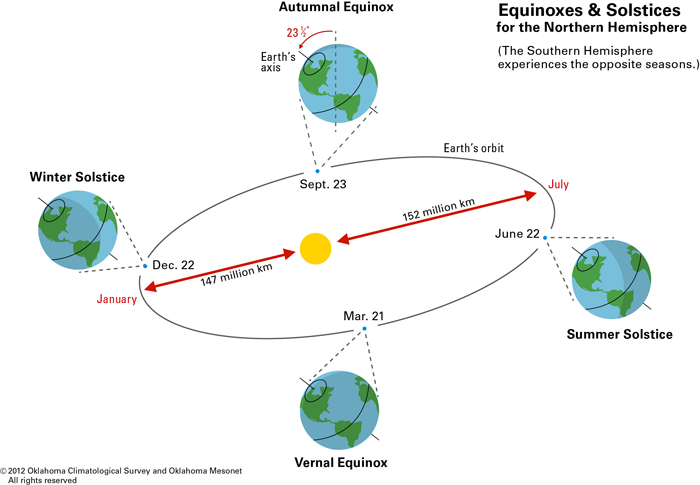 Autumnal Equinox
Equinoxes & Solstices
for the Northern Hemisphere
(The Southern Hemisphere
experiences the opposite seasons.)
23 ½°
Earth's
axis
Earth's orbit
Winter Solstice
Sept. 23
July
152 million km
June 22
Dec. 22
147 million km
January
Mar. 21
Summer Solstice
Vernal Equinox
© 2012 Oklahoma Climatological Survey and Oklahoma Mesonet
All rights reserved